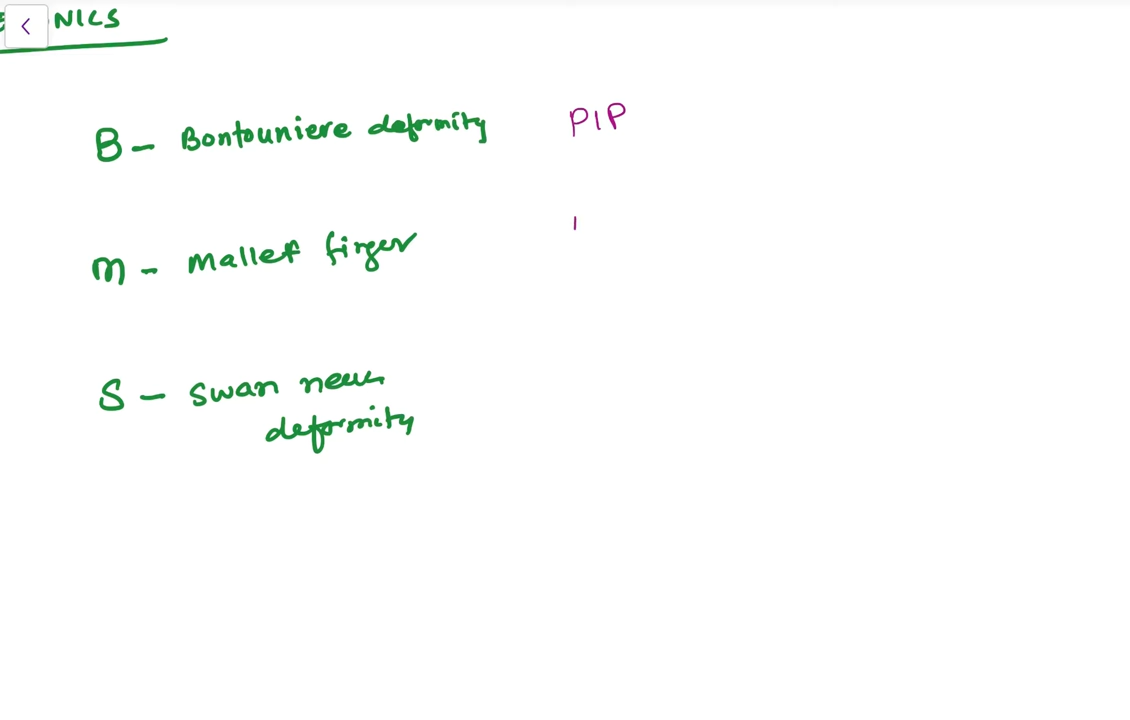 NICS
B - Bontouniere deformity PIP
m - mallet finger
S - swan neck
deformity